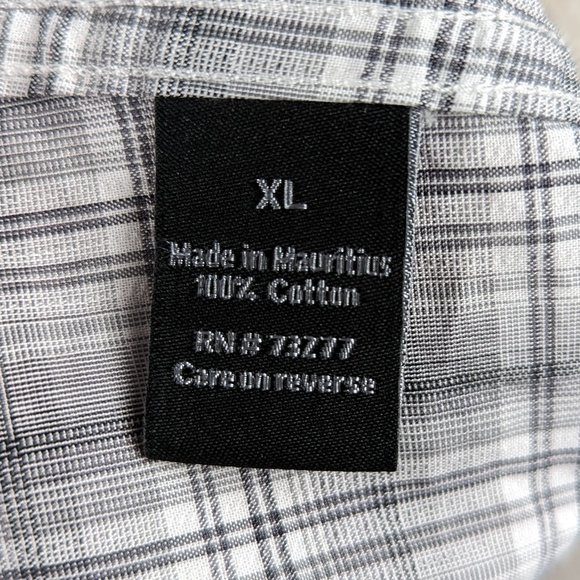 XL
Made in Mauritius
100% Cotton
RN# 73277
Care on reverse